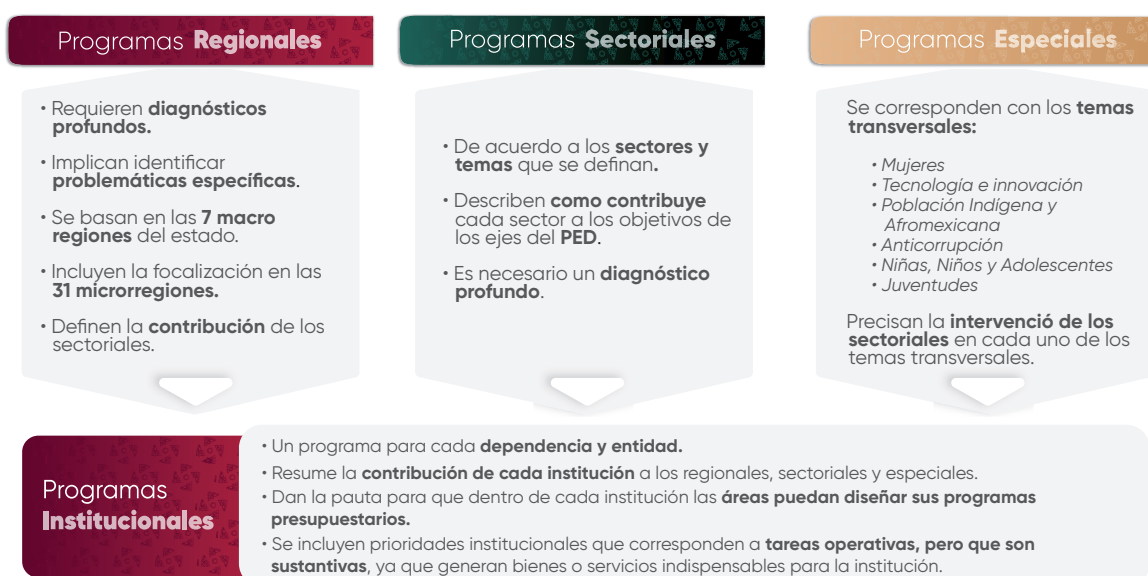 Programas Regionales
• Requieren diagnósticos
profundos.
• Implican identificar
problemáticas específicas.
• Se basan en las 7 macro
regiones del estado.
• Incluyen la focalización en las
31 microrregiones.
• Definen la contribución de los
sectoriales.
Programas Sectoriales
• De acuerdo a los sectores y
temas que se definan.
• Describen como contribuye
cada sector a los objetivos de
los ejes del PED.
• Es necesario un diagnóstico
profundo.
Programas Especiales
Se corresponden con los temas
transversales:
• Mujeres
• Tecnología e innovación
• Población Indígena y
Afromexicana
• Anticorrupción
• Niñas, Niños y Adolescentes
• Juventudes
Precisan la intervenció de los
sectoriales en cada uno de los
temas transversales.
Programas
Institucionales
• Un programa para cada dependencia y entidad.
• Resume la contribución de cada institución a los regionales, sectoriales y especiales.
• Dan la pauta para que dentro de cada institución las áreas puedan diseñar sus programas
presupuestarios.
• Se incluyen prioridades institucionales que corresponden a tareas operativas, pero que son
sustantivas, ya que generan bienes o servicios indispensables para la institución.